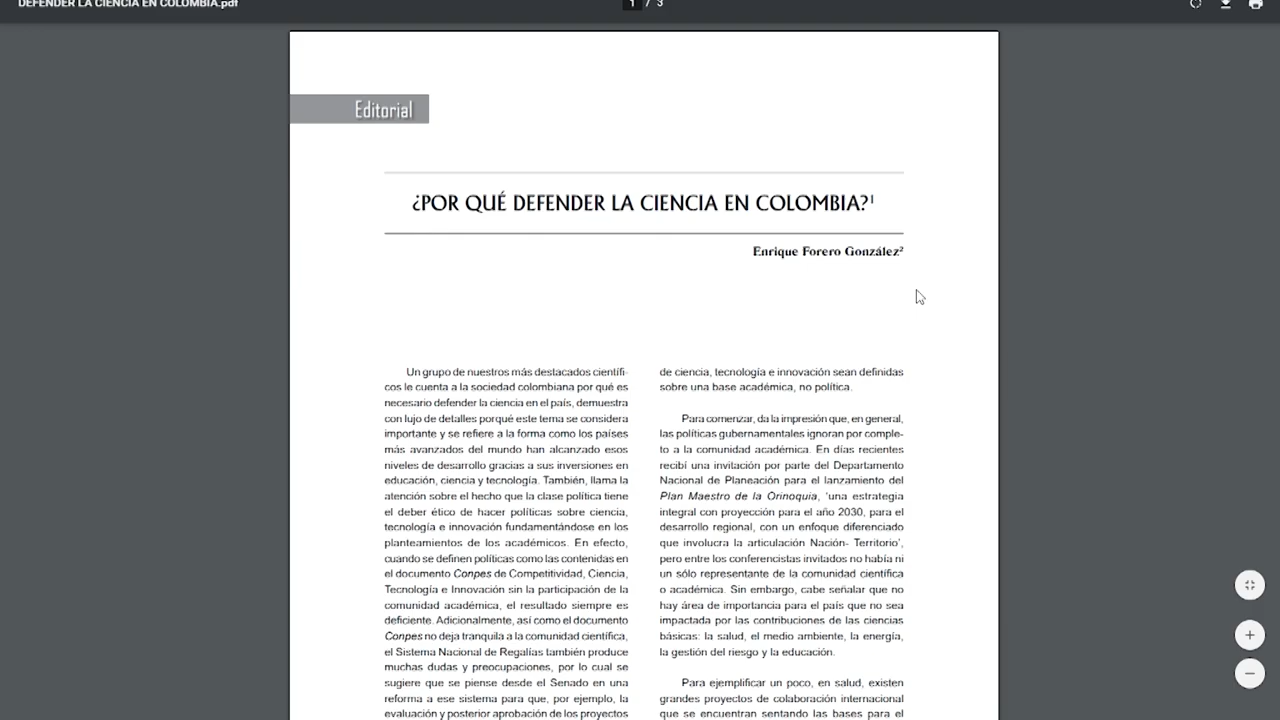 DEFENDER LA CIENCIA EN COLOMBIA.pdf
1 / 3
Editorial
¿POR QUÉ DEFENDER LA CIENCIA EN COLOMBIA?¹
Enrique Forero González²
Un grupo de nuestros más destacados científi-
cos le cuenta a la sociedad colombiana por qué es
necesario defender la ciencia en el país, demuestra
con lujo de detalles porqué este tema se considera
importante y se refiere a la forma como los países
más avanzados del mundo han alcanzado esos
niveles de desarrollo gracias a sus inversiones en
educación, ciencia y tecnología. También, llama la
atención sobre el hecho que la clase política tiene
el deber ético de hacer políticas sobre ciencia,
tecnología e innovación fundamentándose en los
planteamientos de los académicos. En efecto,
cuando se definen políticas como las contenidas en
el documento Conpes de Competitividad, Ciencia,
Tecnología e Innovación sin la participación de la
comunidad académica, el resultado siempre es
deficiente. Adicionalmente, así como el documento
Conpes no deja tranquila a la comunidad científica,
el Sistema Nacional de Regalías también produce
muchas dudas y preocupaciones, por lo cual se
sugiere que se piense desde el Senado en una
reforma a ese sistema para que, por ejemplo, la
evaluación y posterior aprobación de los proyectos
de ciencia, tecnología e innovación sean definidas
sobre una base académica, no política.
Para comenzar, da la impresión que, en general,
las políticas gubernamentales ignoran por comple-
to a la comunidad académica. En días recientes
recibí una invitación por parte del Departamento
Nacional de Planeación para el lanzamiento del
Plan Maestro de la Orinoquia, 'una estrategia
integral con proyección para el año 2030, para el
desarrollo regional, con un enfoque diferenciado
que involucra la articulación Nación- Territorio',
pero entre los conferencistas invitados no había ni
un sólo representante de la comunidad científica
o académica. Sin embargo, cabe señalar que no
hay área de importancia para el país que no sea
impactada por las contribuciones de las ciencias
básicas: la salud, el medio ambiente, la energía,
la gestión del riesgo y la educación.
Para ejemplificar un poco, en salud, existen
grandes proyectos de colaboración internacional
que se encuentran sentando las bases para el